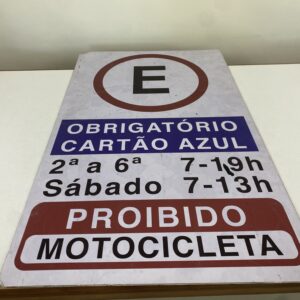 E
OBRIGATÓRIO
CARTÃO AZUL
2ª a 6ª 7-19h
Sábado 7-13h
PROIBIDO
MOTOCICLETA